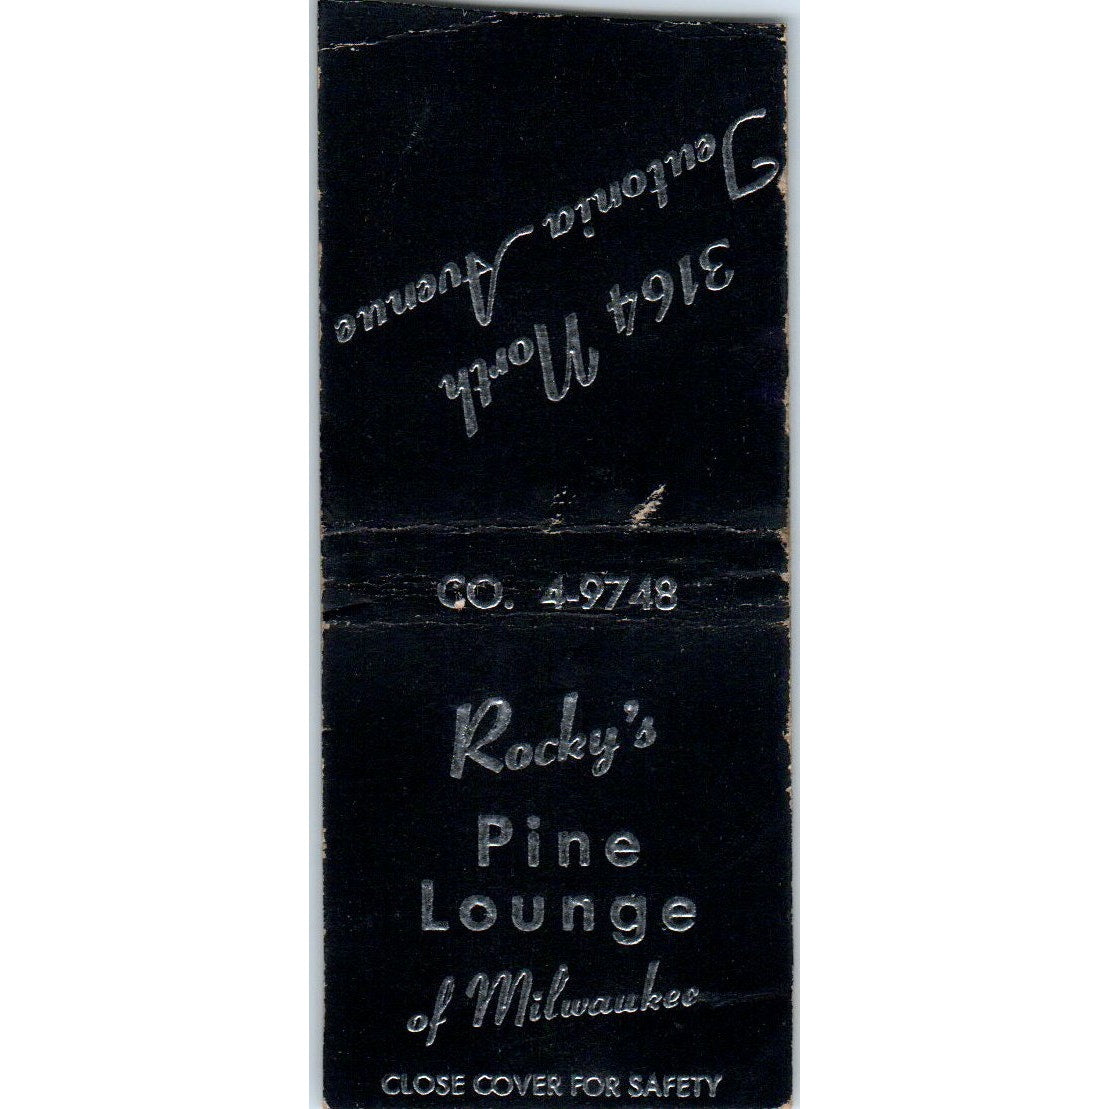 3164 North
Teutonia Avenue
CO. 4-9748
Rocky's
Pine
Lounge
of Milwaukee
CLOSE COVER FOR SAFETY